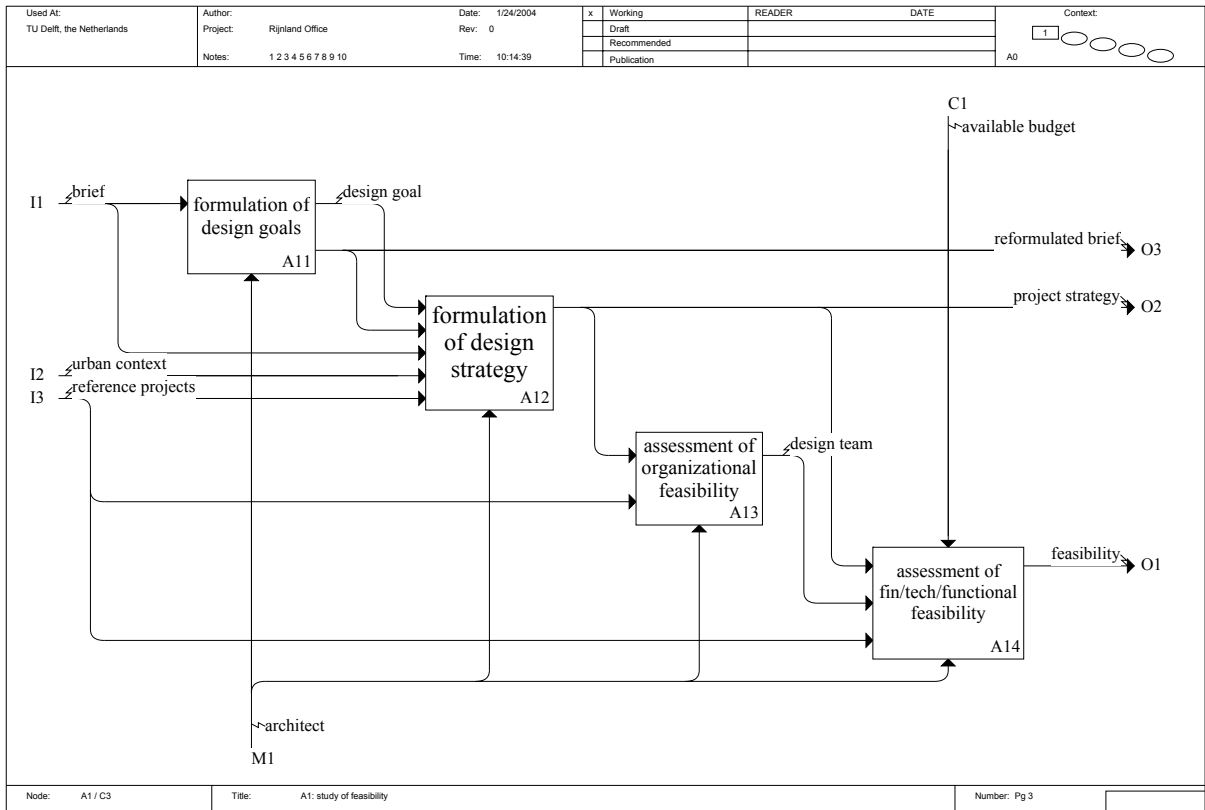 Used At:
TU Delft, the Netherlands
Author:
Project: Rijnland Office
Notes: 1 2 3 4 5 6 7 8 9 10
Date: 1/24/2004
Rev: 0
Time: 10:14:39
x Working
Draft
Recommended
Publication
READER DATE
Context:
1
A0
C1
available budget
I1 brief
formulation of
design goals
A11
design goal
reformulated brief O3
project strategy O2
formulation
of design
strategy
A12
I2 urban context
I3 reference projects
assessment of
organizational
feasibility
A13
design team
assessment of
fin/tech/functional
feasibility
A14
feasibility O1
architect
M1
Node: A1 / C3
Title: A1: study of feasibility
Number: Pg 3